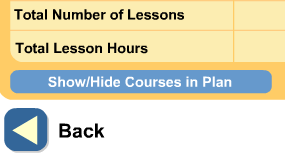 Total Number of Lessons
Total Lesson Hours
Show/Hide Courses in Plan
Back